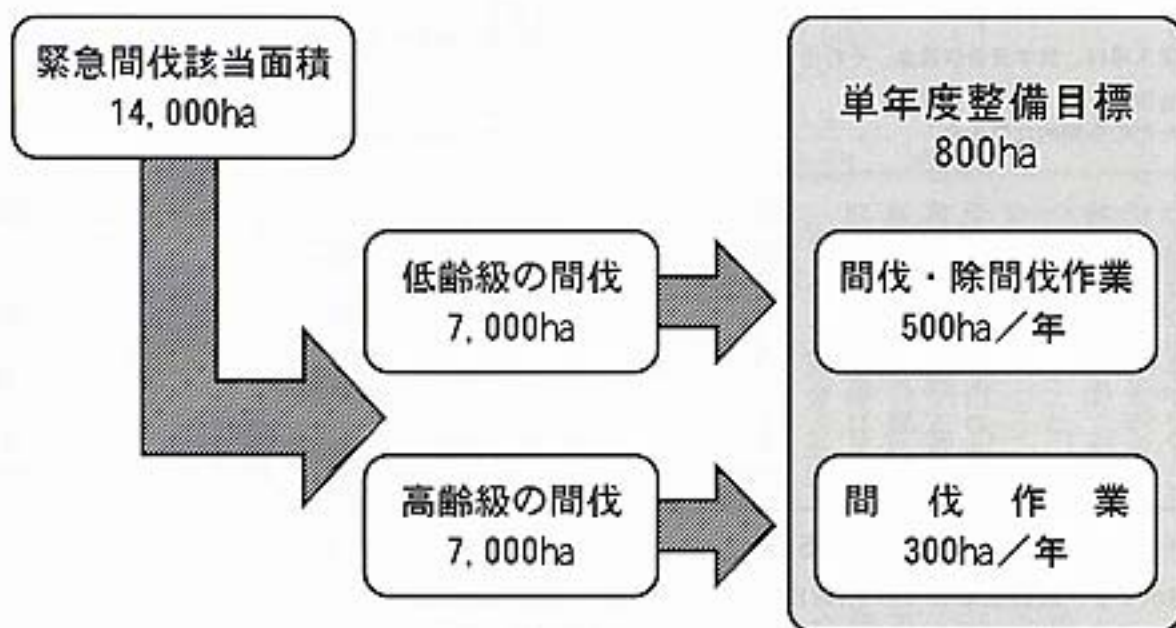 緊急間伐該当面積
14,000ha
単年度整備目標
800ha
低齢級の間伐
7,000ha
間伐・除間伐作業
500ha／年
高齢級の間伐
7,000ha
間伐作業
300ha／年